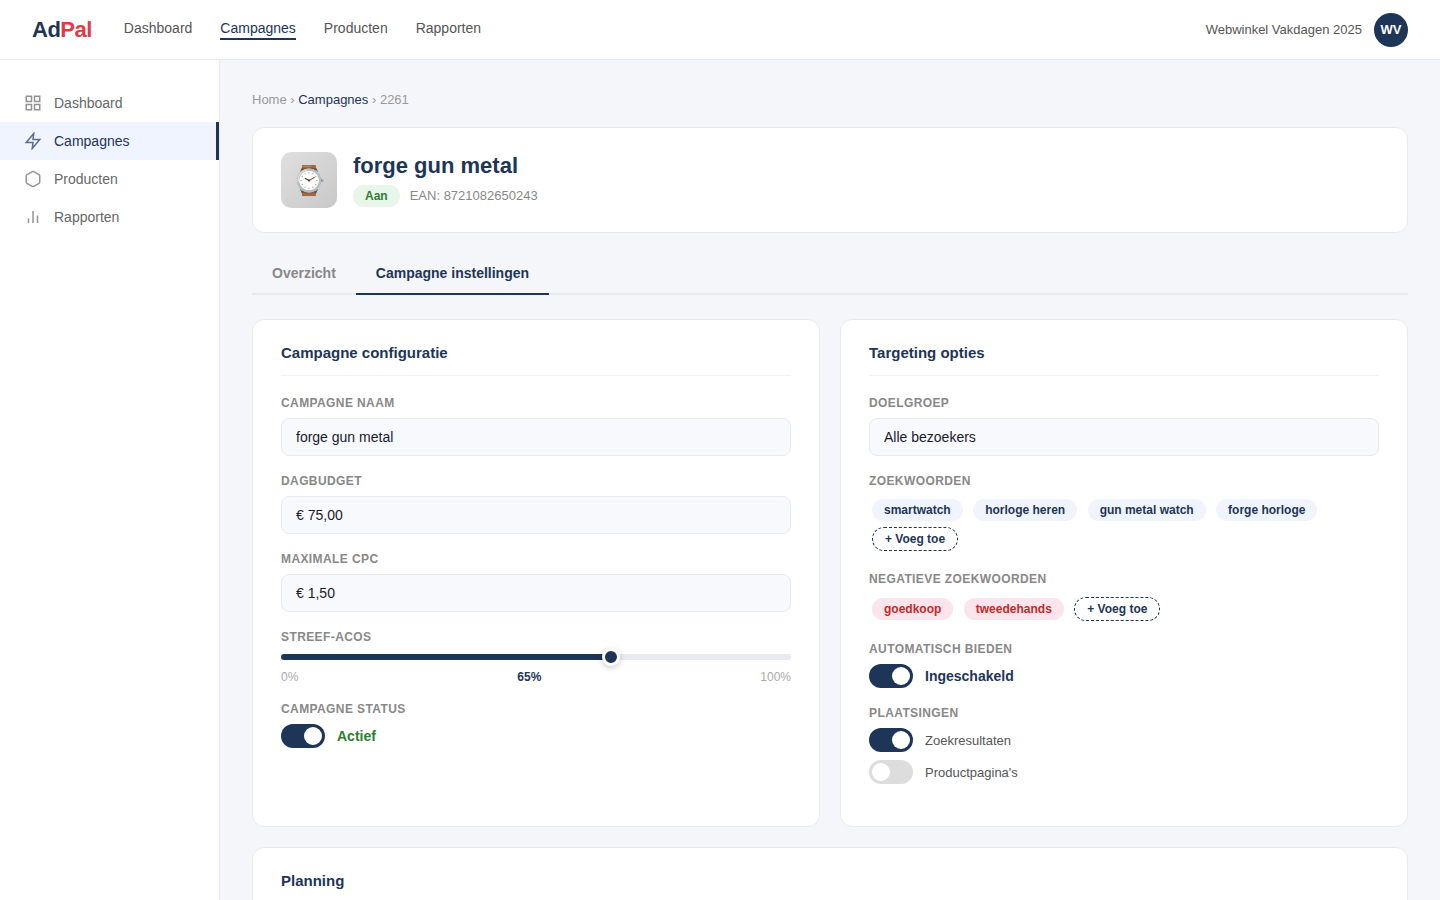 AdPal Dashboard Campagnes Producten Rapporten Webwinkel Vakdagen 2025 WV
Dashboard
Campagnes
Producten
Rapporten
Home › Campagnes › 2261
forge gun metal
Aan EAN: 8721082650243
Overzicht Campagne instellingen
Campagne configuratie
CAMPAGNE NAAM
forge gun metal
DAGBUDGET
€ 75,00
MAXIMALE CPC
€ 1,50
STREEF-ACOS
0% 65% 100%
CAMPAGNE STATUS
Actief
Targeting opties
DOELGROEP
Alle bezoekers
ZOEKWOORDEN
smartwatch horloge heren gun metal watch forge horloge
+ Voeg toe
NEGATIEVE ZOEKWOORDEN
goedkoop tweedehands + Voeg toe
AUTOMATISCH BIEDEN
Ingeschakeld
PLAATSINGEN
Zoekresultaten
Productpagina's
Planning